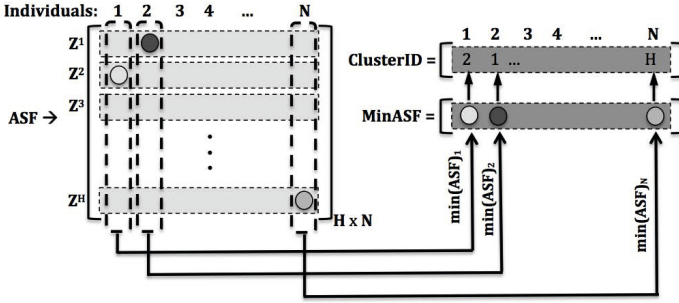 Individuals: 1 2 3 4 ... N
Z1
Z2
Z3
ASF →
ZH
H x N
1 2 3 4 ... N
ClusterID = 2 1 ... H
MinASF =
min(ASF)1
min(ASF)2
min(ASF)N